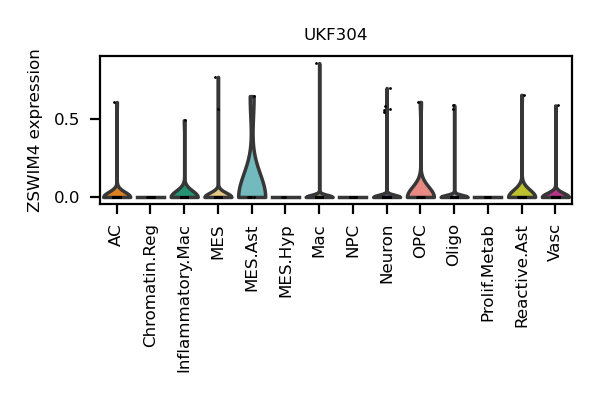 UKF304
ZSWIM4 expression
0.5
0.0
AC
Chromatin.Reg
Inflammatory.Mac
MES
MES.Ast
MES.Hyp
Mac
NPC
Neuron
OPC
Oligo
Prolif.Metab
Reactive.Ast
Vasc